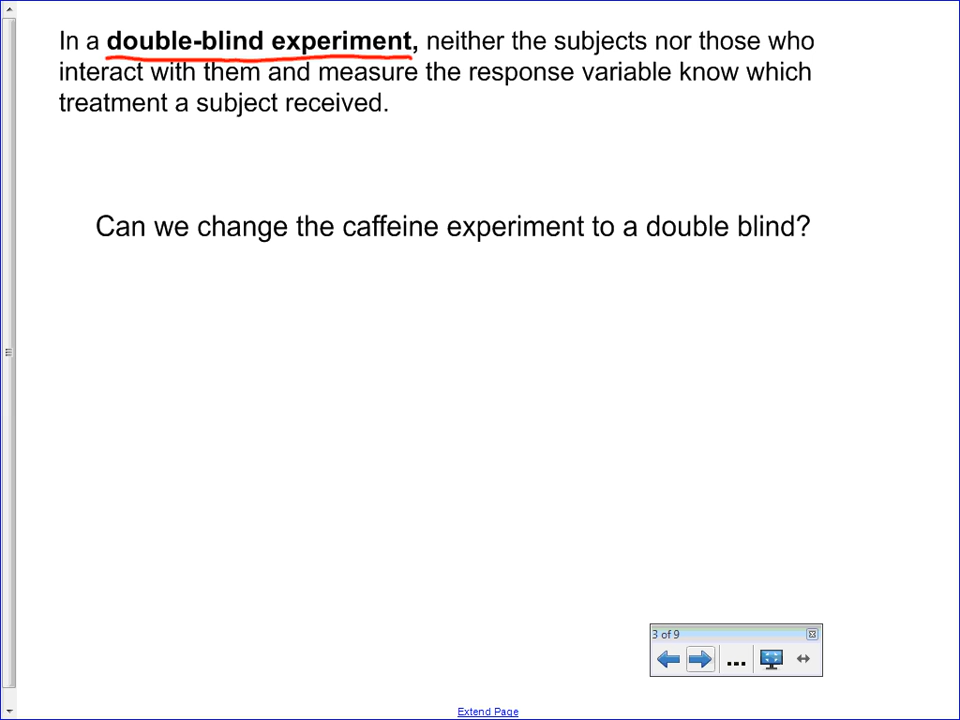 In a double-blind experiment, neither the subjects nor those who
interact with them and measure the response variable know which
treatment a subject received.
Can we change the caffeine experiment to a double blind?
3 of 9
...
Extend Page